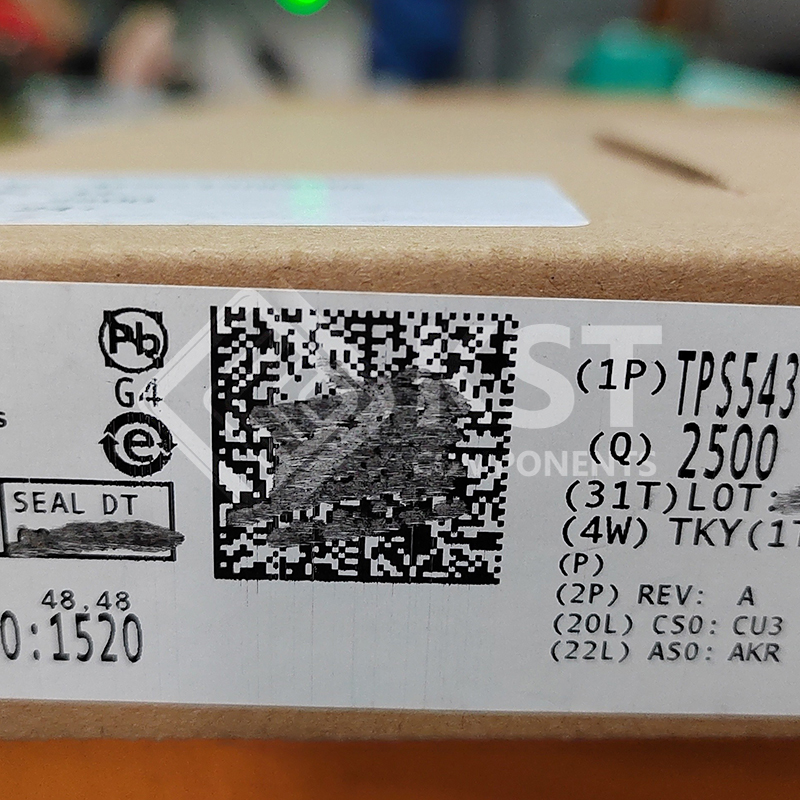 Pb
G4
e
s
SEAL DT
48,48
O:1520
(1P) TPS543
(Q) 2500
(31T) LOT:
(4W) TKY(1T
(P)
(2P) REV: A
(20L) CSO: CU3
(22L) ASO: AKR
COMPONENTS